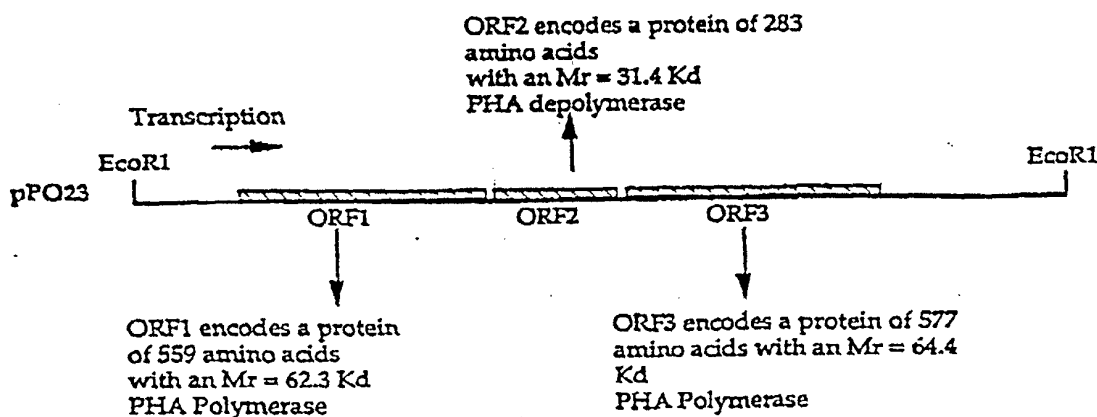 ORF2 encodes a protein of 283
amino acids
with an Mr = 31.4 Kd
PHA depolymerase
Transcription
EcoR1
EcoR1
pPO23
ORF1
ORF2
ORF3
ORF1 encodes a protein
of 559 amino acids
with an Mr = 62.3 Kd
PHA Polymerase
ORF3 encodes a protein of 577
amino acids with an Mr = 64.4
Kd
PHA Polymerase